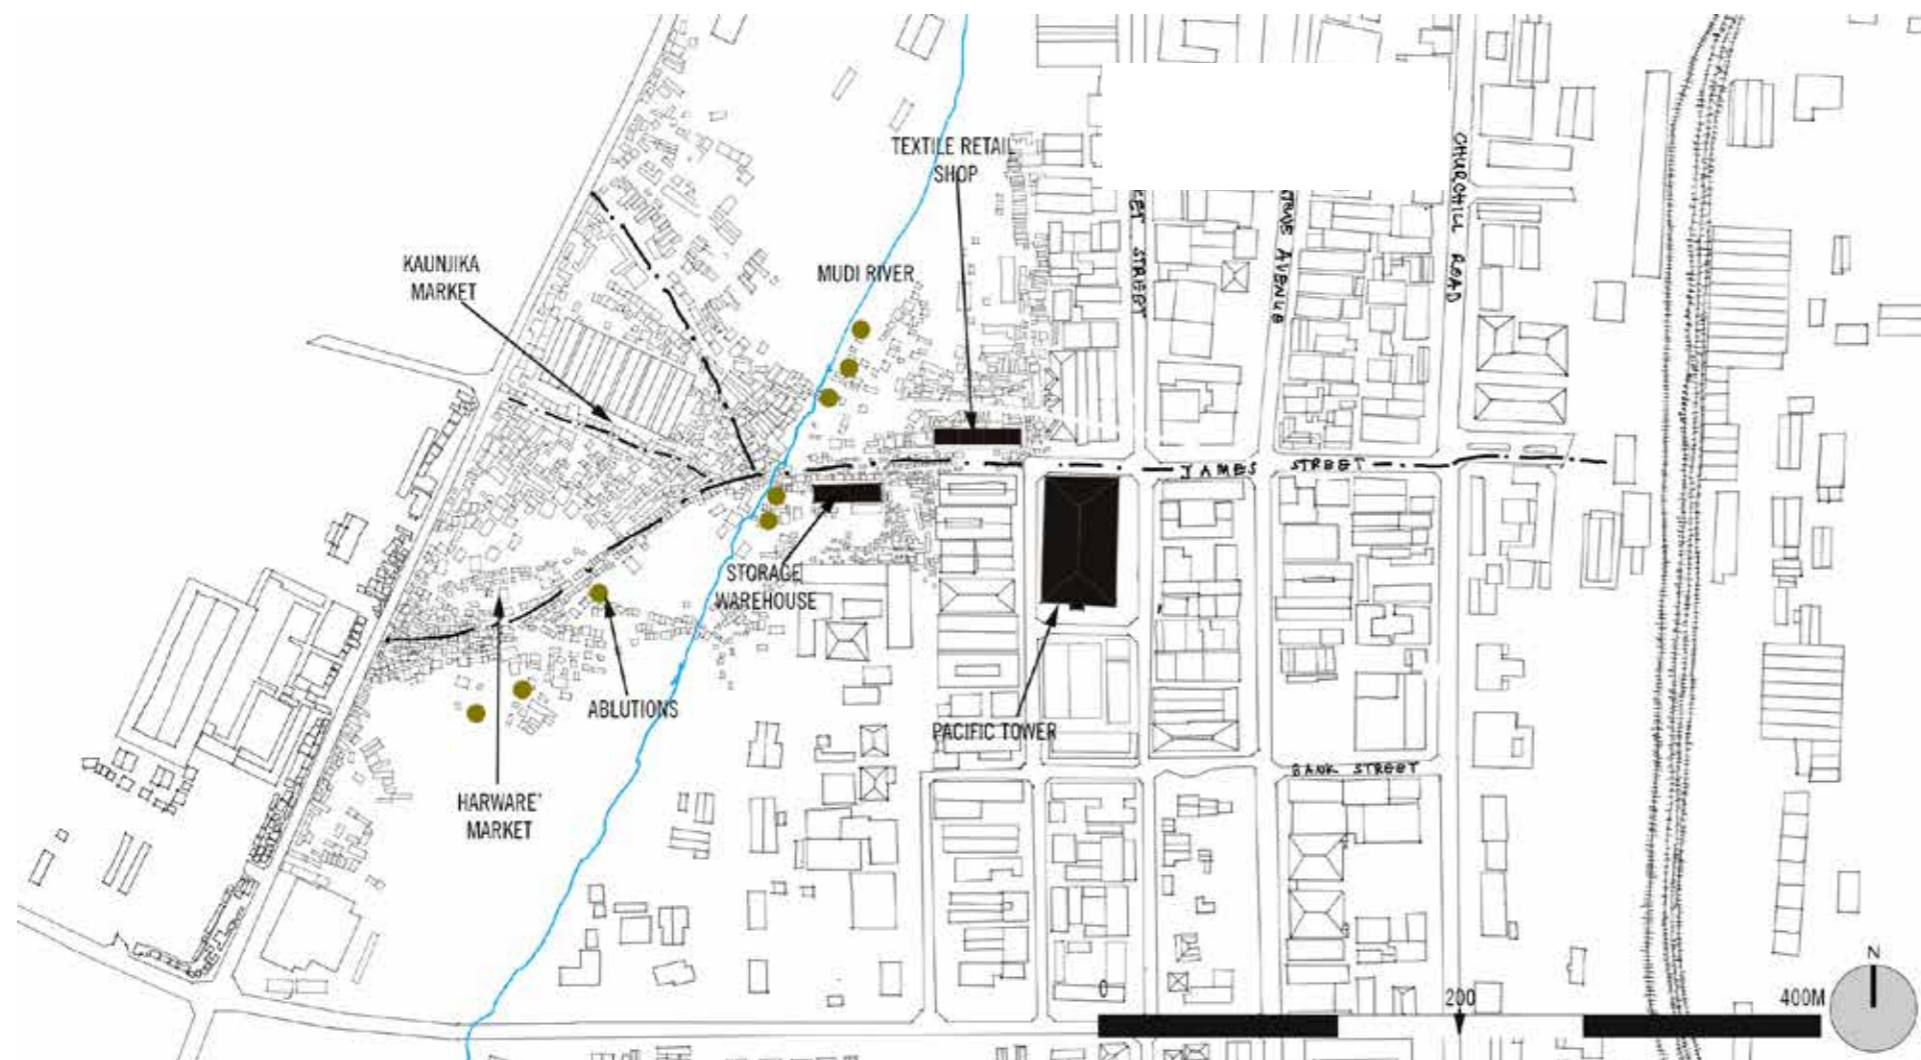 TEXTILE RETAIL
SHOP
CHURCHILL ROAD
KAUNJIKA
MARKET
MUDI RIVER
STREET
AVENUE
JAMES STREET
STORAGE
WAREHOUSE
ABLUTIONS
PACIFIC TOWER
BANK STREET
HARWARE'
MARKET
N
0
200
400M